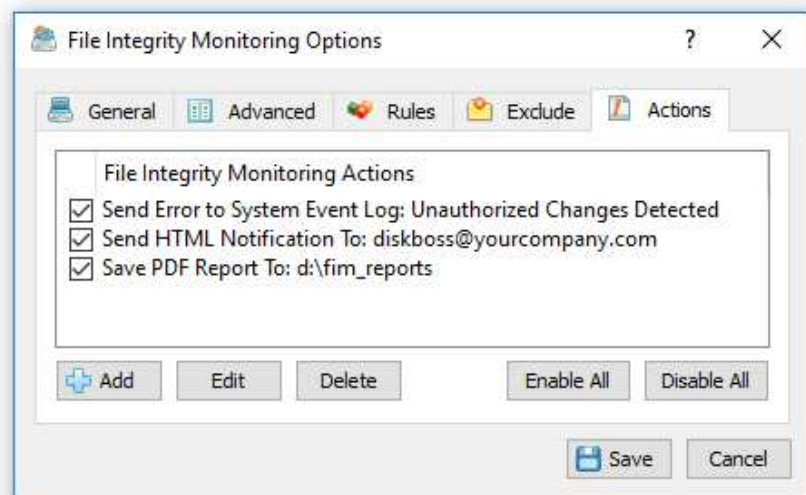 File Integrity Monitoring Options ?
General Advanced Rules Exclude Actions
File Integrity Monitoring Actions
Send Error to System Event Log: Unauthorized Changes Detected
Send HTML Notification To: diskboss@yourcompany.com
Save PDF Report To: d:\fim_reports
Add Edit Delete Enable All Disable All
Save Cancel